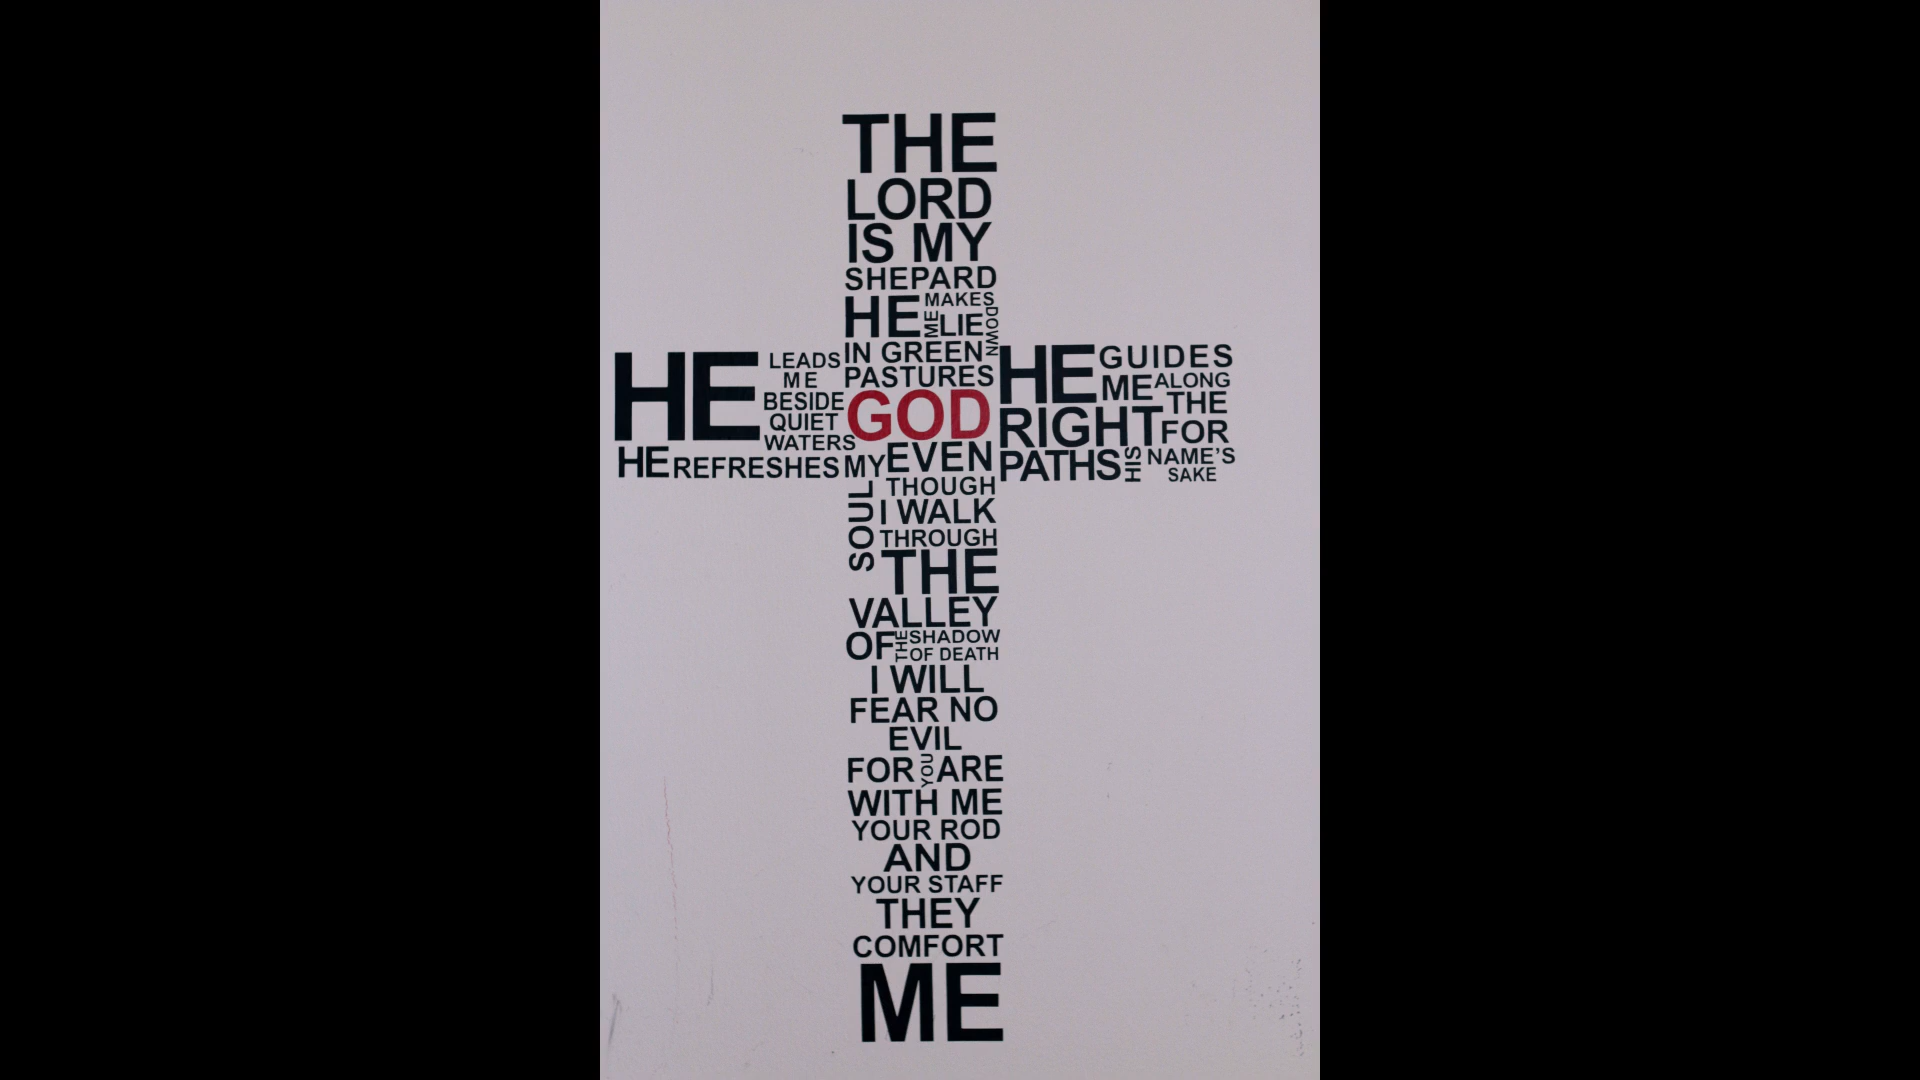 THE
LORD
IS MY
SHEPARD
HE MAKES
ME LIE DOWN
IN GREEN
PASTURES
HE LEADS
ME
BESIDE
QUIET
WATERS
HE REFRESHES MY
SOUL
GOD
HE GUIDES
ME ALONG
THE
RIGHT
PATHS
FOR
HIS NAME'S
SAKE
EVEN
THOUGH
I WALK
THROUGH
THE
VALLEY
OF THE SHADOW
OF DEATH
I WILL
FEAR NO
EVIL
FOR YOU ARE
WITH ME
YOUR ROD
AND
YOUR STAFF
THEY
COMFORT
ME